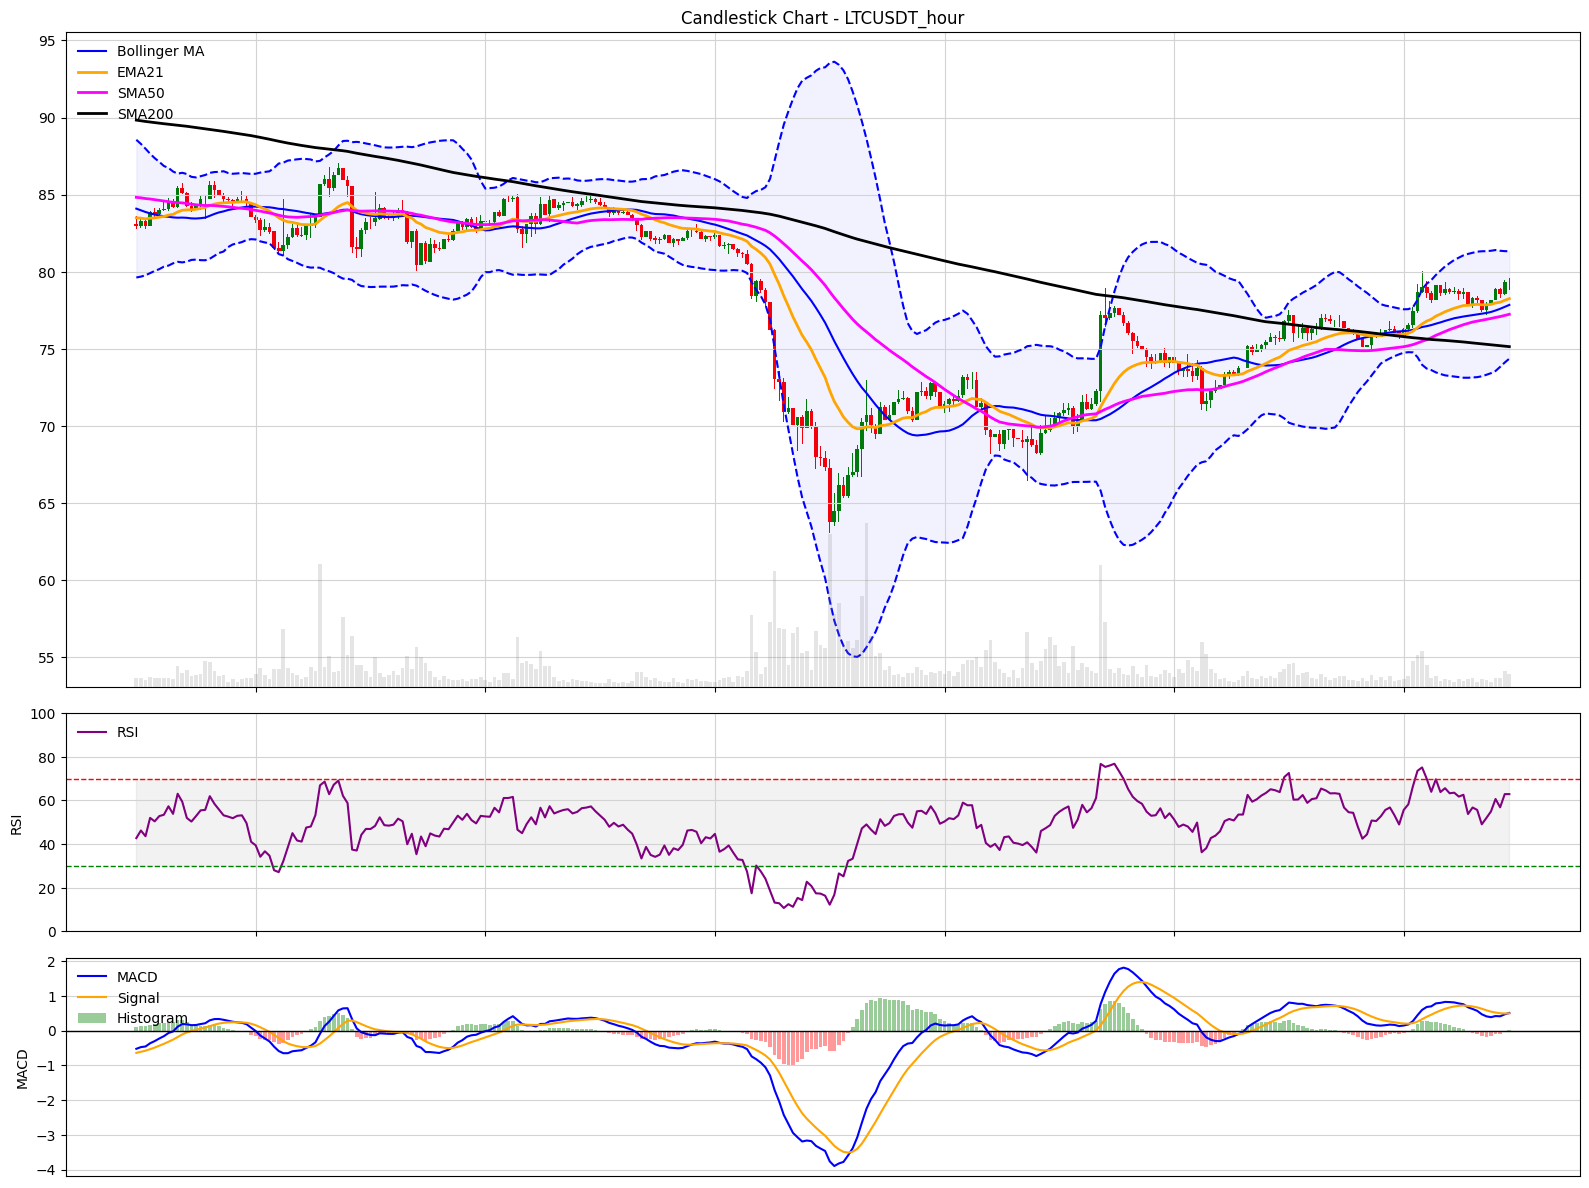 Candlestick Chart - LTCUSDT_hour
95
90
85
80
75
70
65
60
55
Bollinger MA
EMA21
SMA50
SMA200
100
80
60
40
20
0
RSI
RSI
2
1
0
−1
−2
−3
−4
MACD
MACD
Signal
Histogram